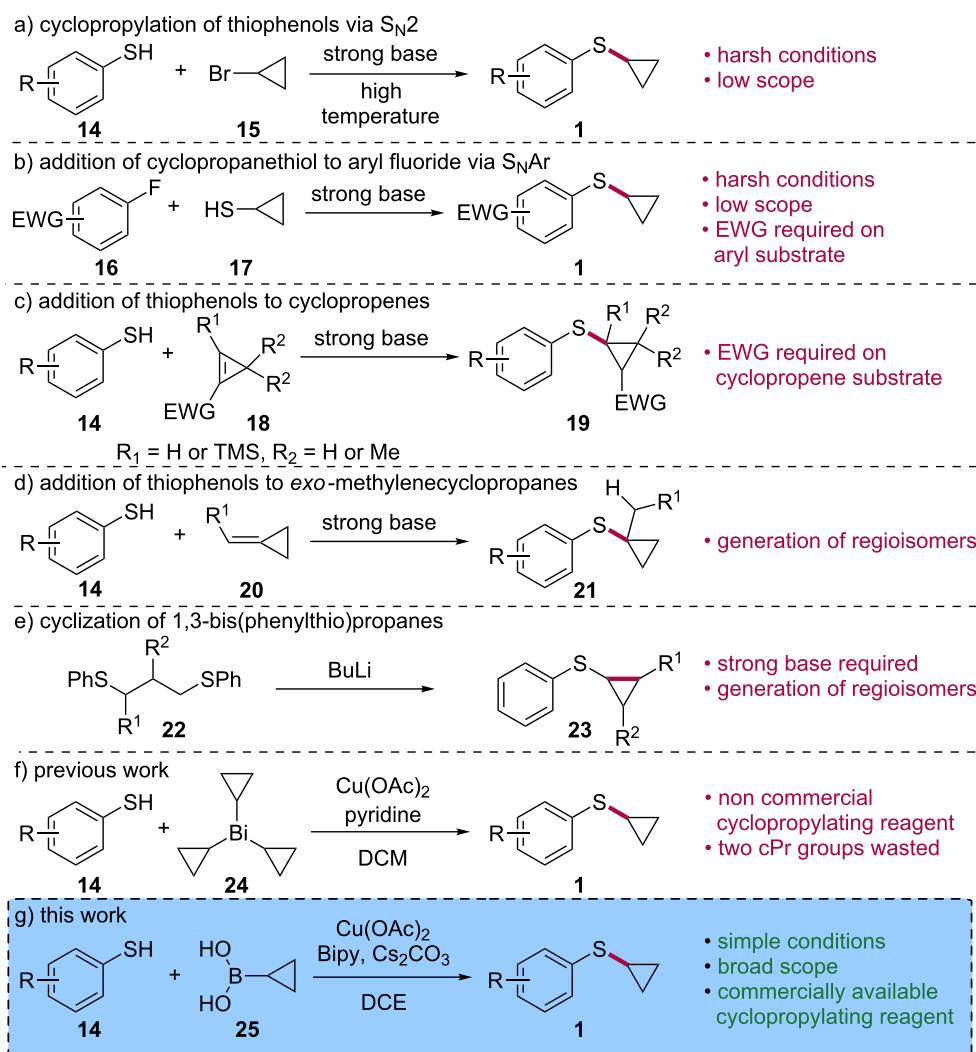 a) cyclopropylation of thiophenols via SN2
R
SH
+
Br
strong base
high
temperature
R
S
• harsh conditions
• low scope
14
15
1
b) addition of cyclopropanethiol to aryl fluoride via SNAr
EWG
F
+
HS
strong base
EWG
S
• harsh conditions
• low scope
• EWG required on
aryl substrate
16
17
1
c) addition of thiophenols to cyclopropenes
R
SH
+
R1
R2
R2
EWG
strong base
R
S
R1
R2
R2
EWG
• EWG required on
cyclopropene substrate
14
18
19
R1 = H or TMS, R2 = H or Me
d) addition of thiophenols to exo-methylenecyclopropanes
R
SH
+
R1
strong base
R
S
H
R1
• generation of regioisomers
14
20
21
e) cyclization of 1,3-bis(phenylthio)propanes
PhS
R2
SPh
R1
BuLi
S
R1
R2
• strong base required
• generation of regioisomers
22
23
f) previous work
R
SH
+
Bi
Cu(OAc)2
pyridine
DCM
R
S
• non commercial
cyclopropylating reagent
• two cPr groups wasted
14
24
1
g) this work
R
SH
+
HO
B
HO
Cu(OAc)2
Bipy, Cs2CO3
DCE
R
S
• simple conditions
• broad scope
• commercially available
cyclopropylating reagent
14
25
1